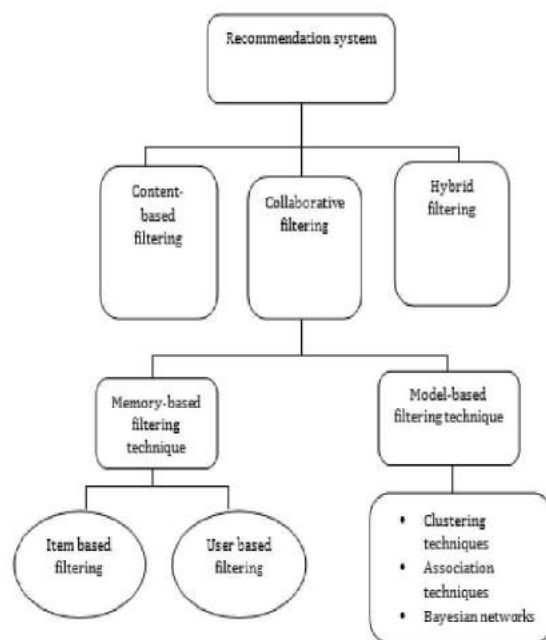 Recommendation system
Content-
based
filtering
Collaborative
filtering
Hybrid
filtering
Memory-based
filtering
technique
Model-based
filtering technique
Item based
filtering
User based
filtering
• Clustering
techniques
• Association
techniques
• Bayesian networks